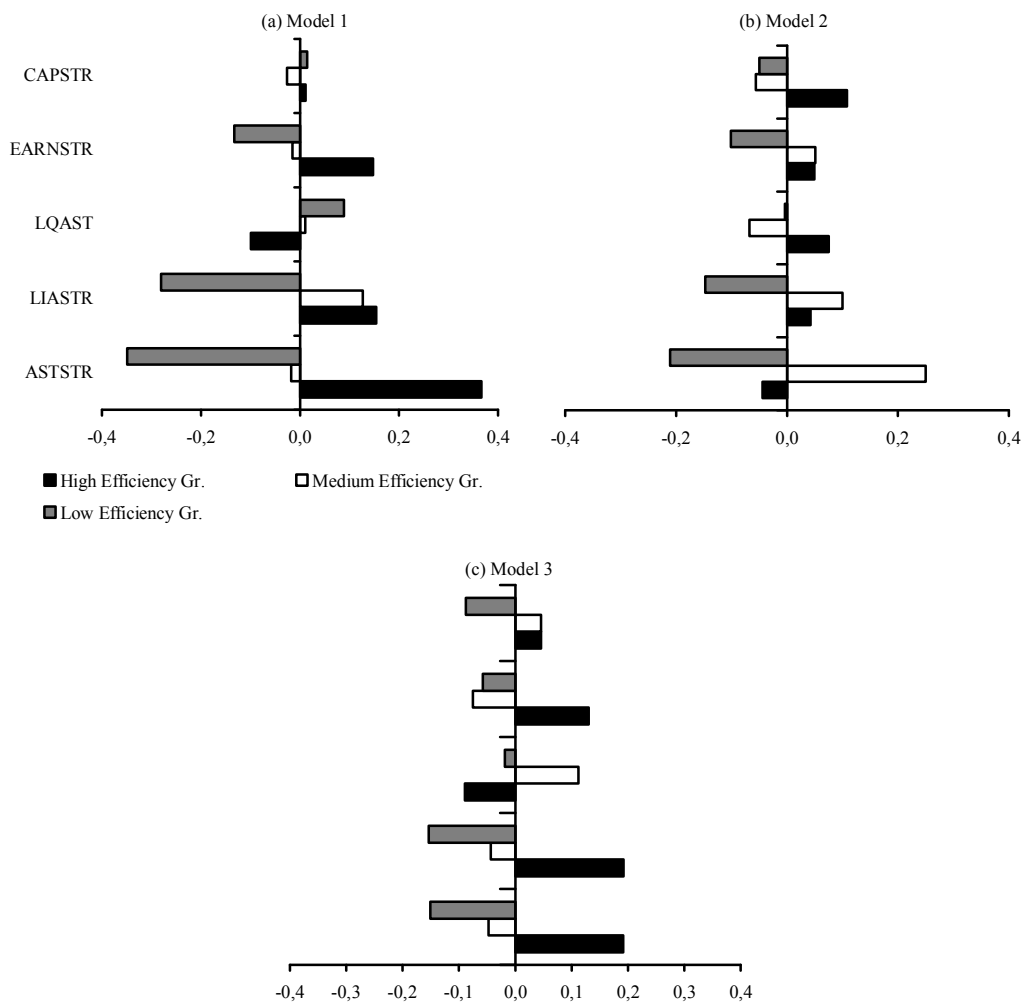 (a) Model 1
(b) Model 2
CAPSTR
EARNSTR
LQAST
LIASTR
ASTSTR
-0,4 -0,2 0,0 0,2 0,4
-0,4 -0,2 0,0 0,2 0,4
High Efficiency Gr.
Medium Efficiency Gr.
Low Efficiency Gr.
(c) Model 3
-0,4 -0,3 -0,2 -0,1 0,0 0,1 0,2 0,3 0,4